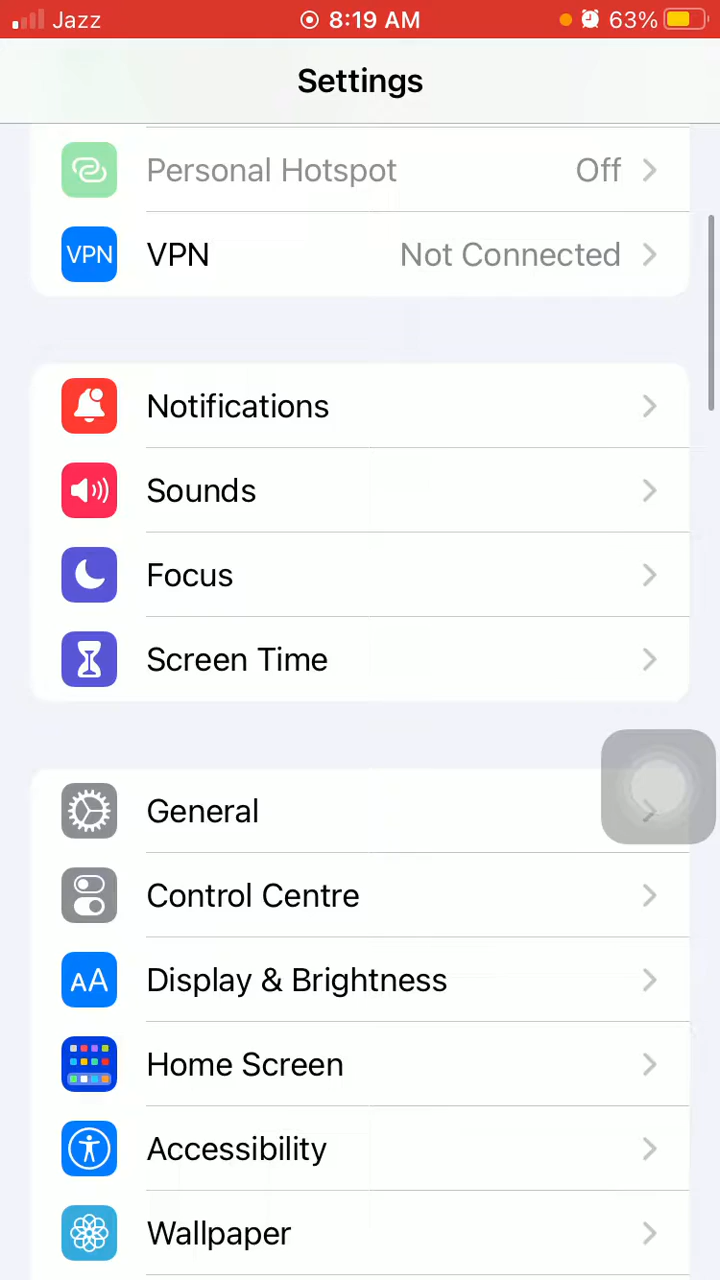 Jazz 8:19 AM 63%
Settings
Personal Hotspot Off
VPN VPN Not Connected
Notifications
Sounds
Focus
Screen Time
General
Control Centre
AA Display & Brightness
Home Screen
Accessibility
Wallpaper